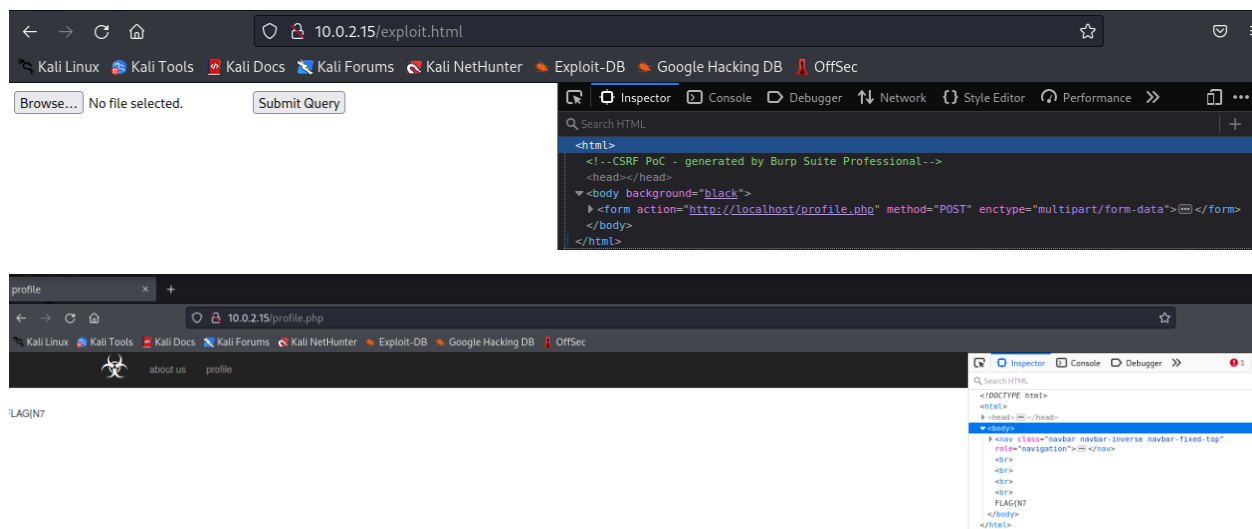 10.0.2.15/exploit.html
Kali Linux Kali Tools Kali Docs Kali Forums Kali NetHunter Exploit-DB Google Hacking DB OffSec
Browse... No file selected. Submit Query
Inspector Console Debugger Network Style Editor Performance
Search HTML
<html>
<!--CSRF PoC - generated by Burp Suite Professional-->
<head></head>
<body background="black">
<form action="http://localhost/profile.php" method="POST" enctype="multipart/form-data"></form>
</body>
</html>
profile
10.0.2.15/profile.php
Kali Linux Kali Tools Kali Docs Kali Forums Kali NetHunter Exploit-DB Google Hacking DB OffSec
about us profile
FLAG{N7
Inspector Console Debugger 1
Search HTML
<!DOCTYPE html>
<html>
<head></head>
<body>
<nav class="navbar navbar-inverse navbar-fixed-top"
role="navigation"></nav>
<br>
<br>
<br>
<br>
FLAG{N7
</body>
</html>